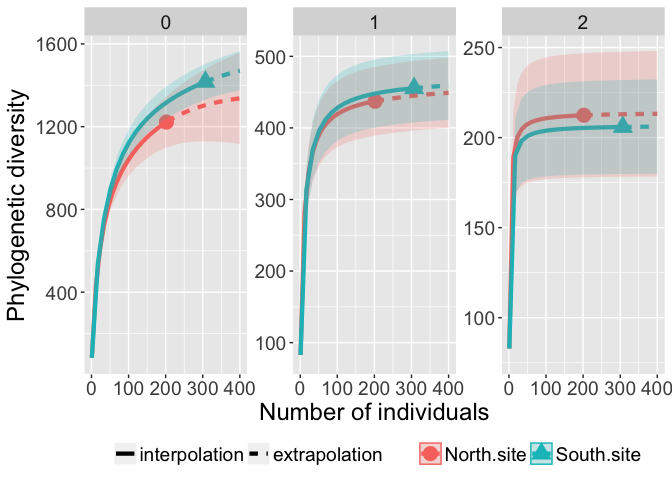 0 1 2
Phylogenetic diversity
1600
1200
800
400
500
400
300
200
100
250
200
150
100
0 100 200 300 400 0 100 200 300 400 0 100 200 300 400
Number of individuals
interpolation extrapolation North.site South.site